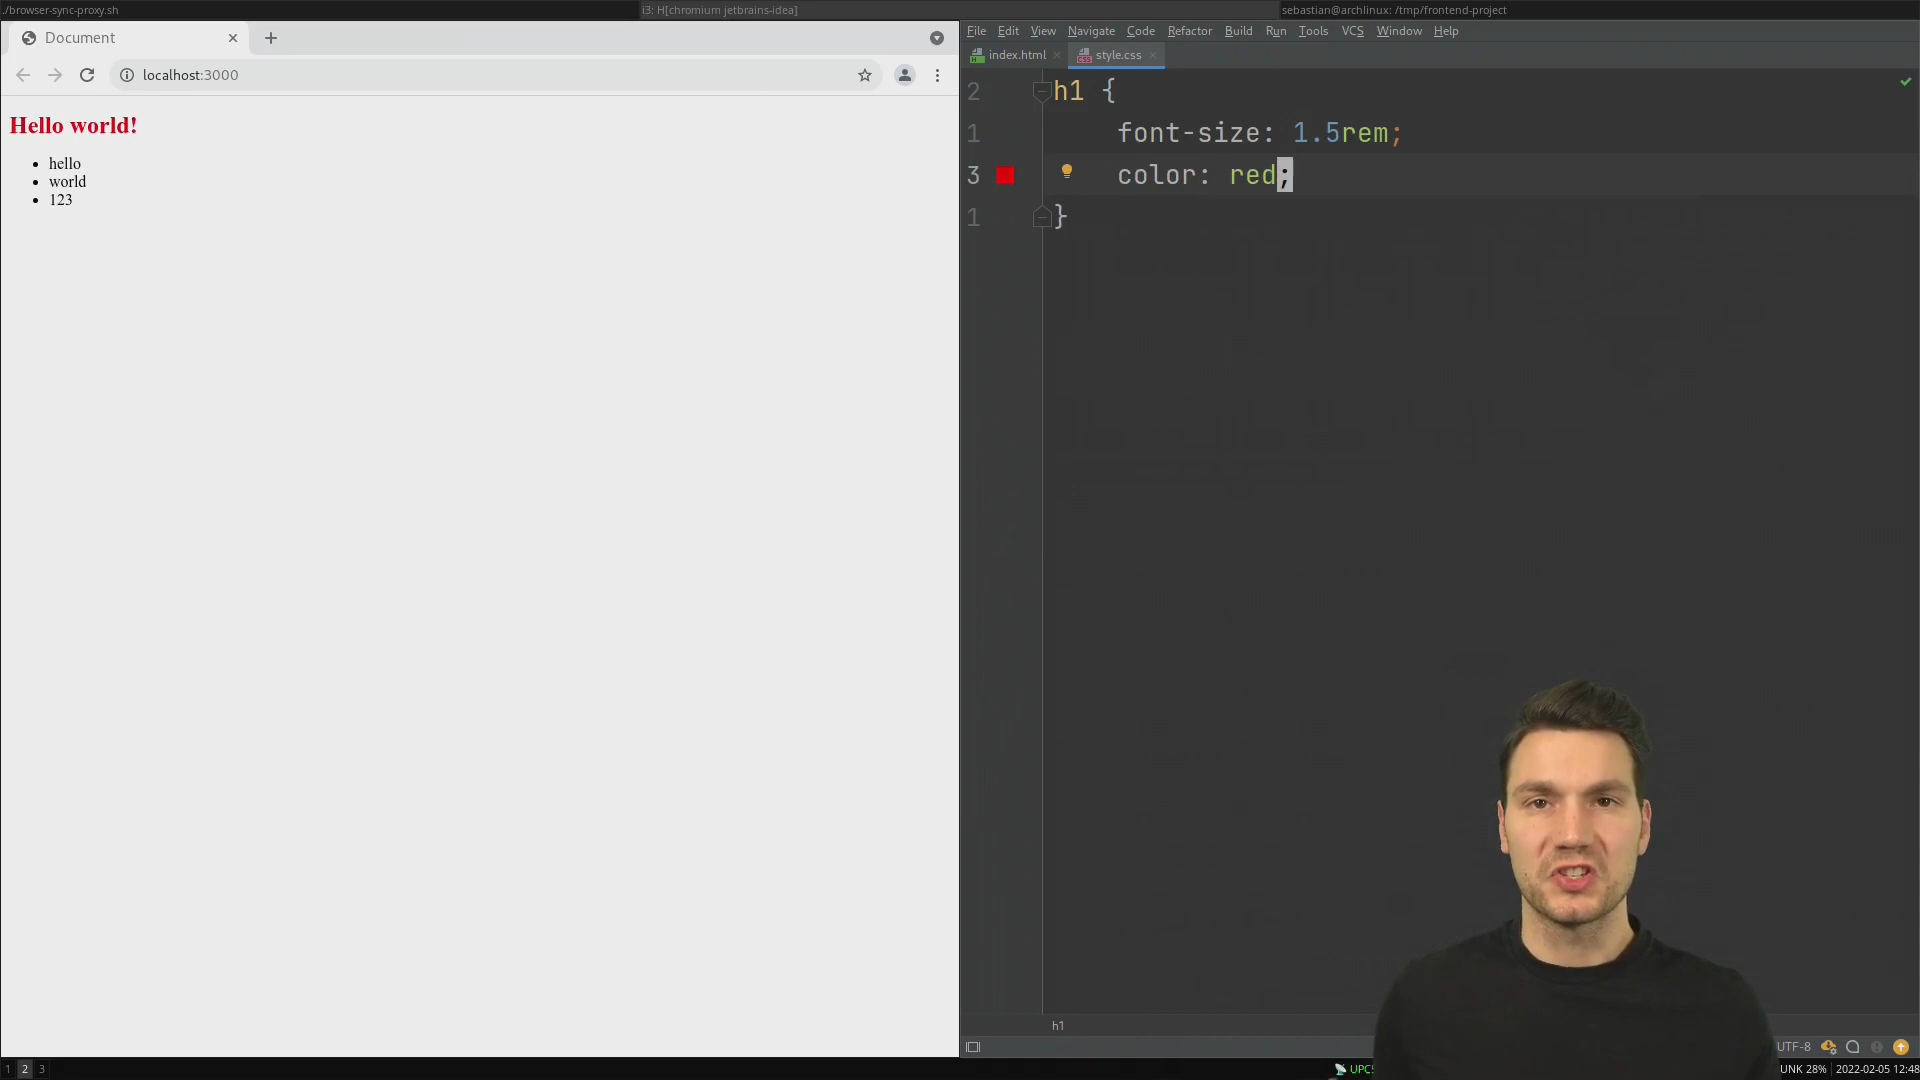 ./browser-sync-proxy.sh
i3: H[chromium jetbrains-idea]
sebastian@archlinux: /tmp/frontend-project
Document
localhost:3000
Hello world!
hello
world
123
File Edit View Navigate Code Refactor Build Run Tools VCS Window Help
index.html style.css
2 h1 {
1 font-size: 1.5rem;
3 color: red;
1 }
h1
UTF-8
1 2 3
UNK 28% 2022-02-05 12:48